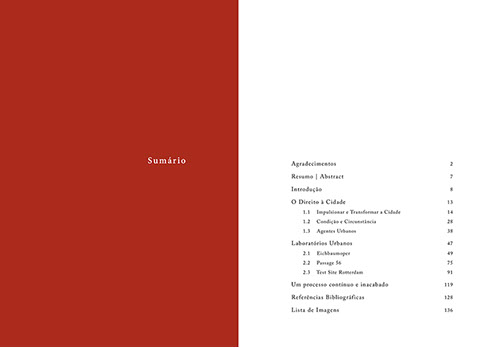 Sumário
Agradecimentos 2
Resumo | Abstract 7
Introdução 8
O Direito à Cidade 13
1.1 Impulsionar e Transformar a Cidade 14
1.2 Condição e Circunstância 28
1.3 Agentes Urbanos 38
Laboratórios Urbanos 47
2.1 Eichbaumoper 49
2.2 Passage 56 75
2.3 Test Site Rotterdam 91
Um processo contínuo e inacabado 119
Referências Bibliográficas 128
Lista de Imagens 136